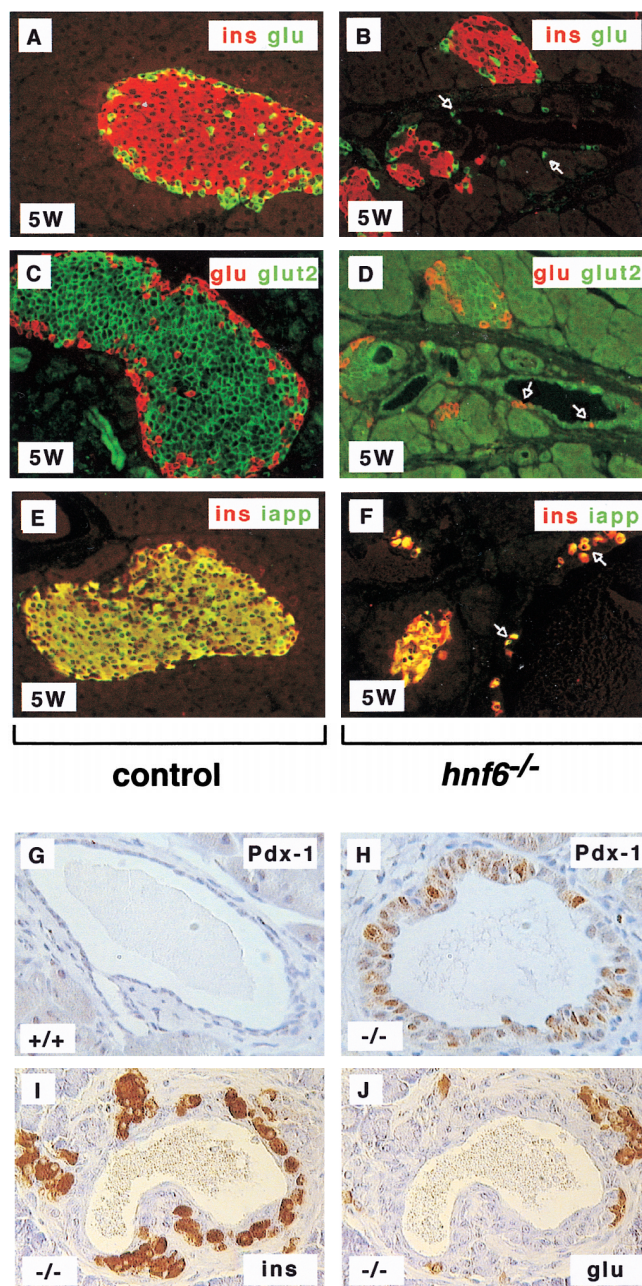 A ins glu
5W
B ins glu
5W
C glu glut2
5W
D glu glut2
5W
E ins iapp
5W
F ins iapp
5W
control
hnf6-/-
G Pdx-1
+/+
H Pdx-1
-/-
I
-/- ins
J
-/- glu